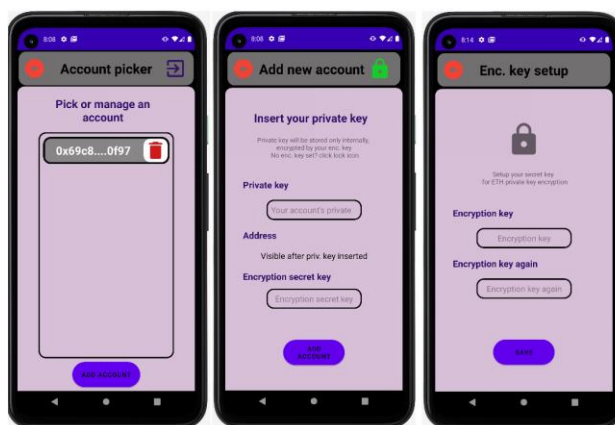 8:08
Account picker
Pick or manage an
account
0x69c8....0f97
ADD ACCOUNT
8:08
Add new account
Insert your private key
Private key will be stored only internally,
encrypted by your enc. key
No enc. key set? click lock icon
Private key
Your account's private
Address
Visible after priv. key inserted
Encryption secret key
Encryption secret key
ADD
ACCOUNT
8:14
Enc. key setup
Setup your secret key
for ETH private key encryption
Encryption key
Encryption key
Encryption key again
Encryption key again
SAVE